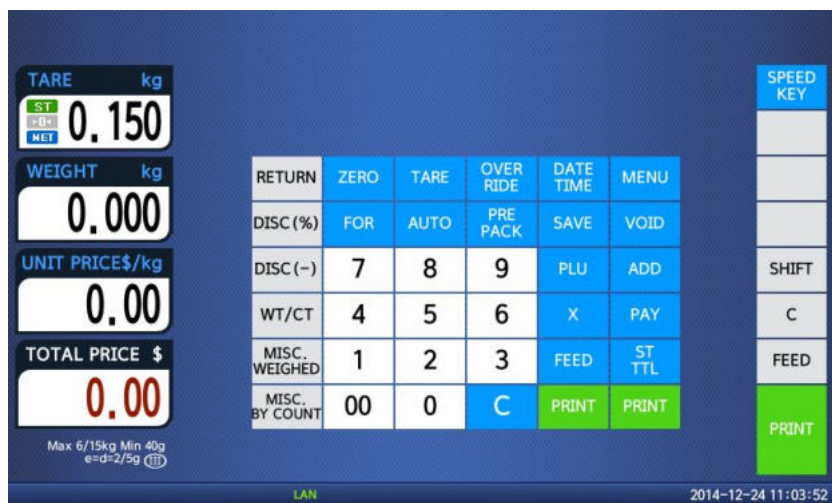 TARE kg
ST
►0◄
NET
0.150
WEIGHT kg
0.000
UNIT PRICE$/kg
0.00
TOTAL PRICE $
0.00
Max 6/15kg Min 40g
e=d=2/5g III
RETURN ZERO TARE OVER RIDE DATE TIME MENU
DISC(%) FOR AUTO PRE PACK SAVE VOID
DISC(-) 7 8 9 PLU ADD
WT/CT 4 5 6 X PAY
MISC. WEIGHED 1 2 3 FEED ST TTL
MISC. BY COUNT 00 0 C PRINT PRINT
SPEED
KEY
SHIFT
C
FEED
PRINT
LAN
2014-12-24 11:03:52